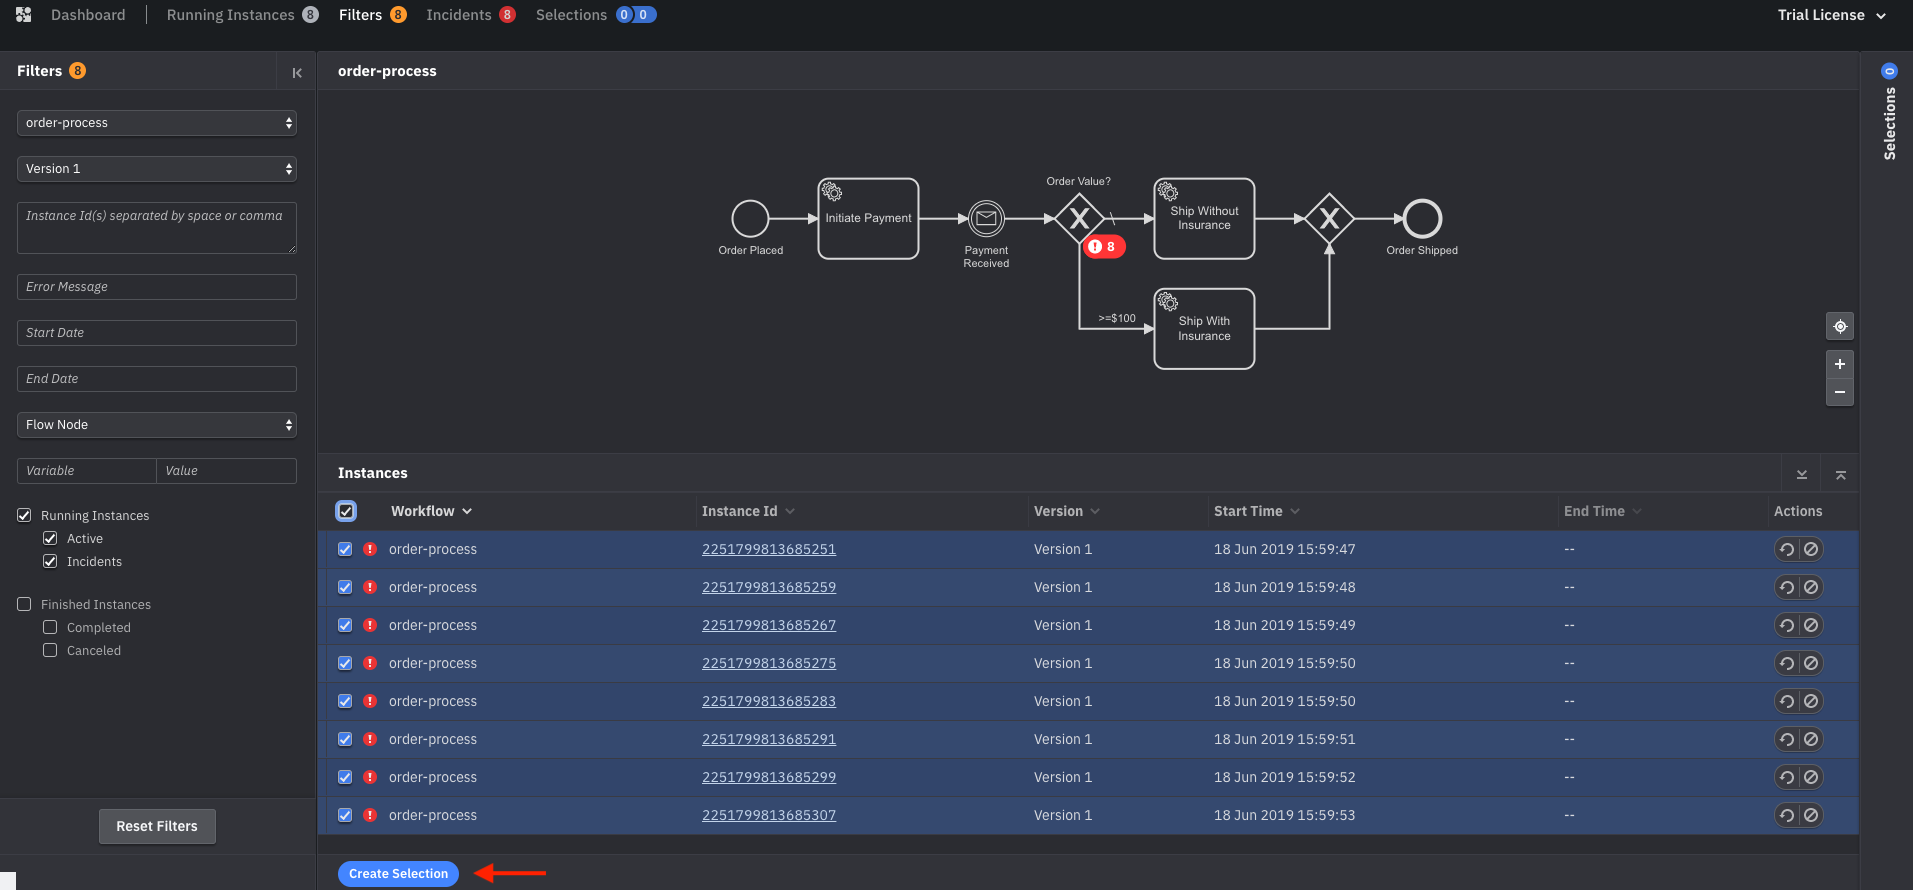 Dashboard Running Instances 8 Filters 8 Incidents 8 Selections 0 0 Trial License
Filters 8
order-process
Version 1
Instance Id(s) separated by space or comma
Error Message
Start Date
End Date
Flow Node
Variable Value
Running Instances
Active
Incidents
Finished Instances
Completed
Canceled
Reset Filters
order-process
Order Placed
Initiate Payment
Payment
Received
Order Value?
8
>=$100
Ship Without
Insurance
Ship With
Insurance
Order Shipped
Instances
Workflow Instance Id Version Start Time End Time Actions
order-process 2251799813685251 Version 1 18 Jun 2019 15:59:47 --
order-process 2251799813685259 Version 1 18 Jun 2019 15:59:48 --
order-process 2251799813685267 Version 1 18 Jun 2019 15:59:49 --
order-process 2251799813685275 Version 1 18 Jun 2019 15:59:50 --
order-process 2251799813685283 Version 1 18 Jun 2019 15:59:50 --
order-process 2251799813685291 Version 1 18 Jun 2019 15:59:51 --
order-process 2251799813685299 Version 1 18 Jun 2019 15:59:52 --
order-process 2251799813685307 Version 1 18 Jun 2019 15:59:53 --
Create Selection
Selections 0